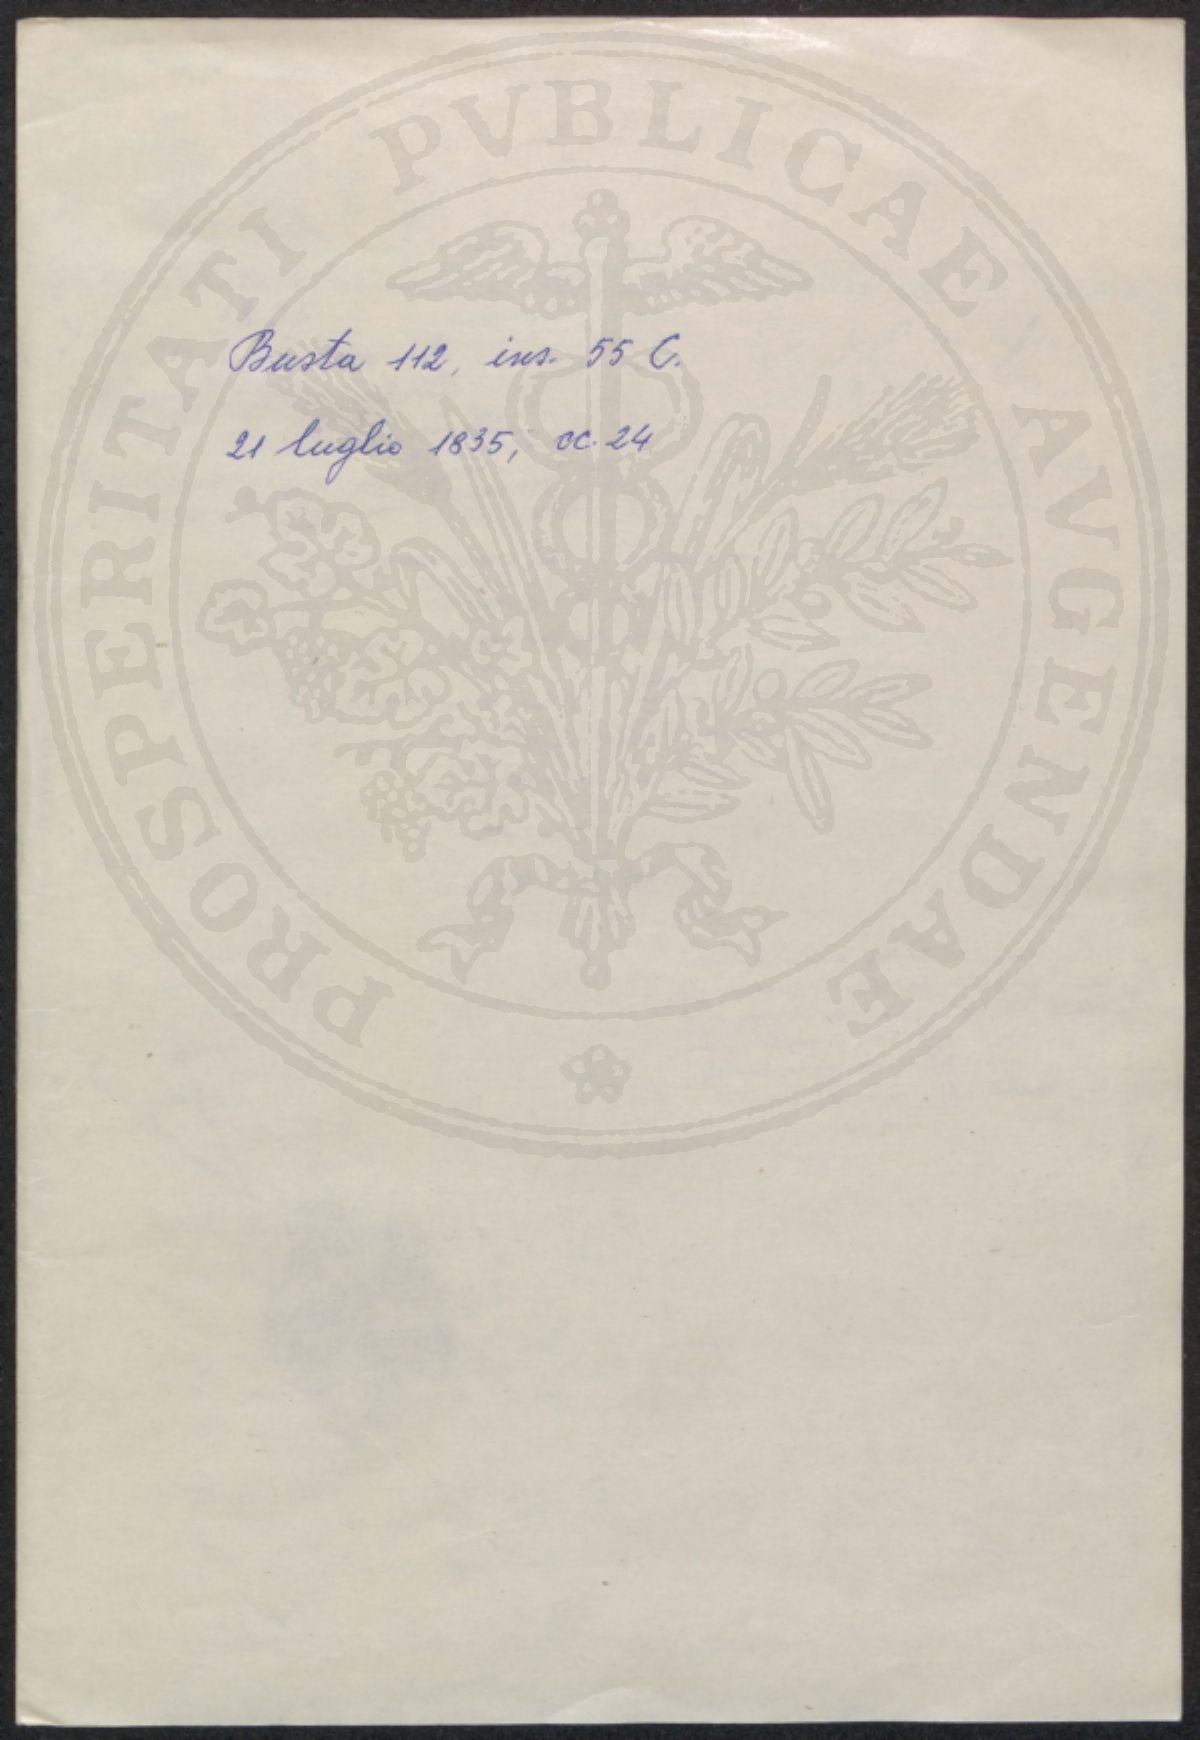 PROSPERITATI PVBLICAE AVGENDAE
Busta 112, ins. 55 C.
21 luglio 1835, cc. 24